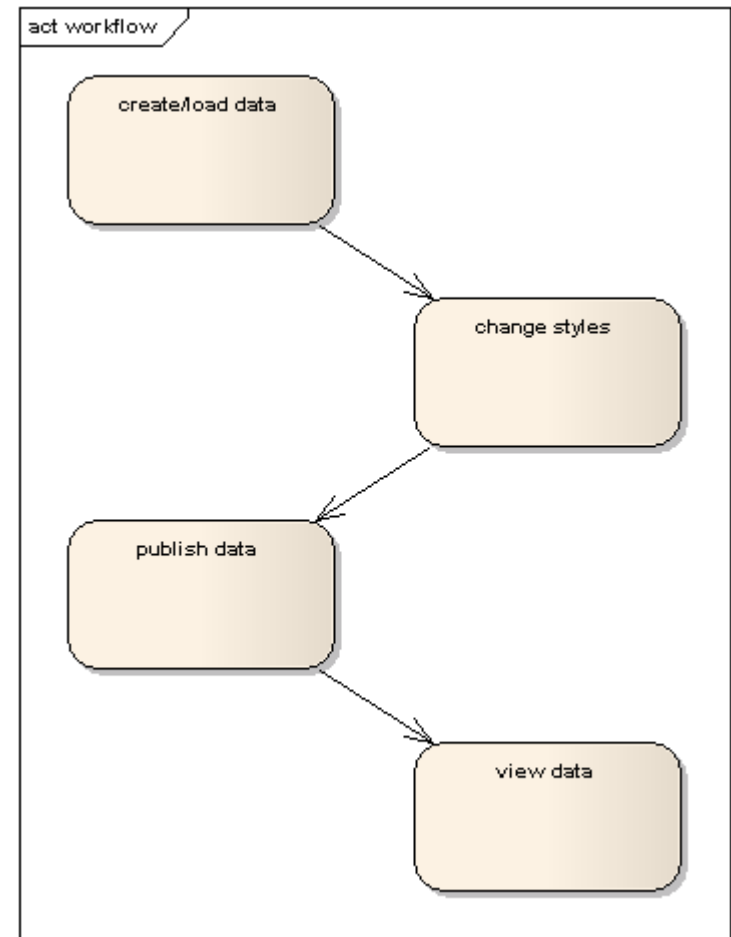 act workflow
create/load data
change styles
publish data
view data